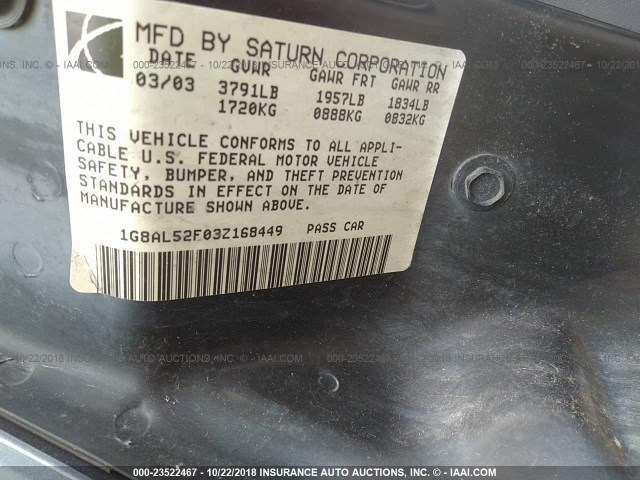 MFD BY SATURN CORPORATION
DATE GVWR GAWR FRT GAWR RR
03/03 3791LB 1957LB 1834LB
1720KG 0888KG 0832KG
THIS VEHICLE CONFORMS TO ALL APPLI-
CABLE U.S. FEDERAL MOTOR VEHICLE
SAFETY, BUMPER, AND THEFT PREVENTION
STANDARDS IN EFFECT ON THE DATE OF
MANUFACTURE SHOWN ABOVE.
1G8AL52F03Z168449 PASS CAR
000-23522467 - 10/22/2018 INSURANCE AUTO AUCTIONS INC. © - IAAI.COM